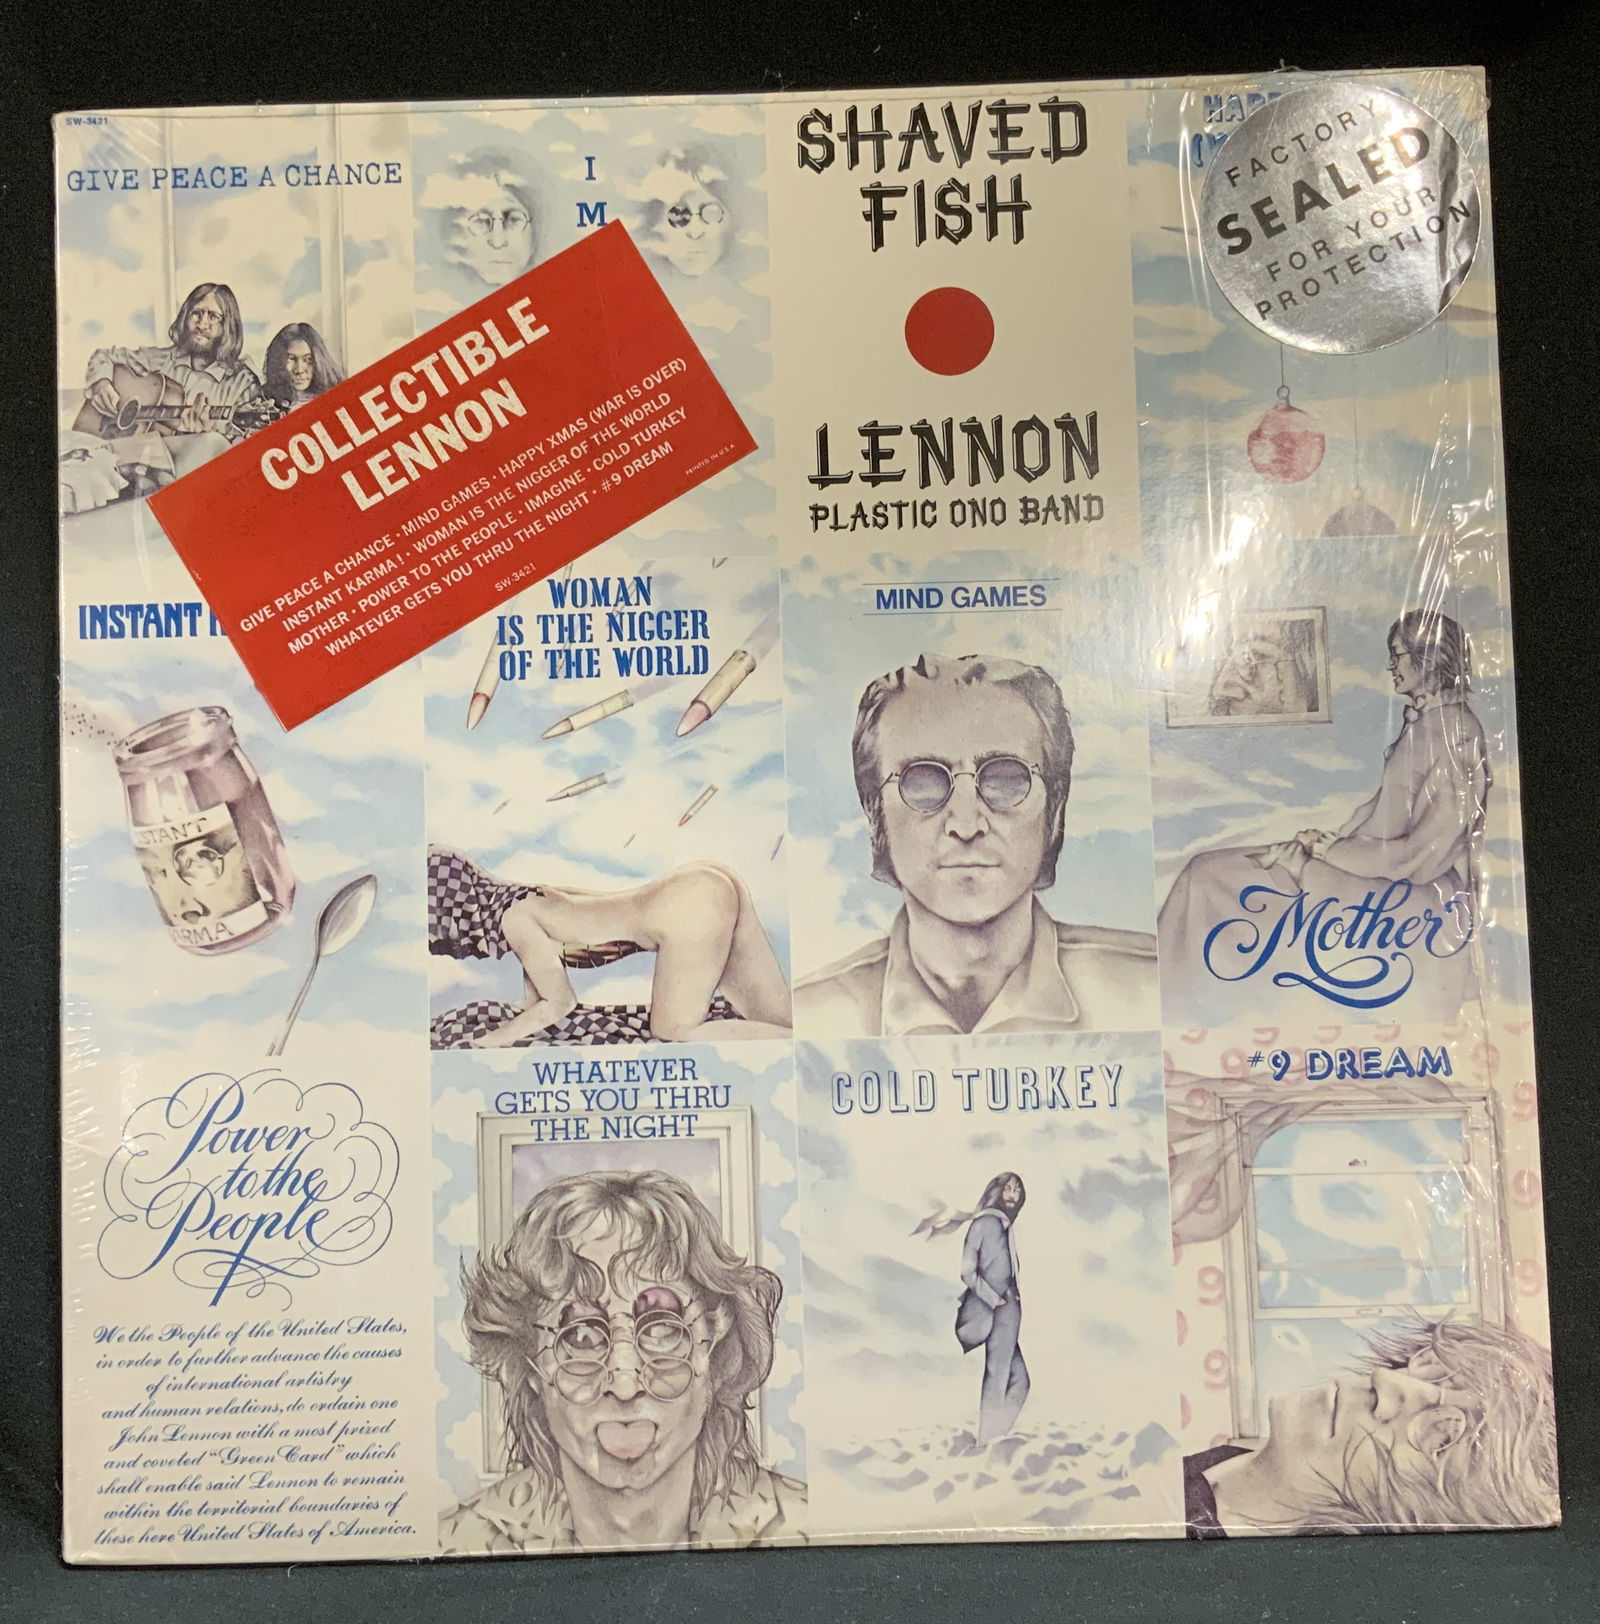 SW-3421
GIVE PEACE A CHANCE
I
M
SHAVED
FISH
LENNON
PLASTIC ONO BAND
FACTORY
SEALED
FOR YOUR
PROTECTION
COLLECTIBLE
LENNON
GIVE PEACE A CHANCE · MIND GAMES · HAPPY XMAS (WAR IS OVER)
INSTANT KARMA! · WOMAN IS THE NIGGER OF THE WORLD
MOTHER · POWER TO THE PEOPLE · IMAGINE · COLD TURKEY
WHATEVER GETS YOU THRU THE NIGHT · #9 DREAM
SW-3421
PRINTED IN U.S.A
INSTANT
WOMAN
IS THE NIGGER
OF THE WORLD
MIND GAMES
Mother
STANT
ARMA
Power
to the
People
We the People of the United States,
in order to further advance the causes
of international artistry
and human relations, do ordain one
John Lennon with a most prized
and coveted "Green Card" which
shall enable said Lennon to remain
within the territorial boundaries of
these here United States of America.
WHATEVER
GETS YOU THRU
THE NIGHT
COLD TURKEY
#9 DREAM